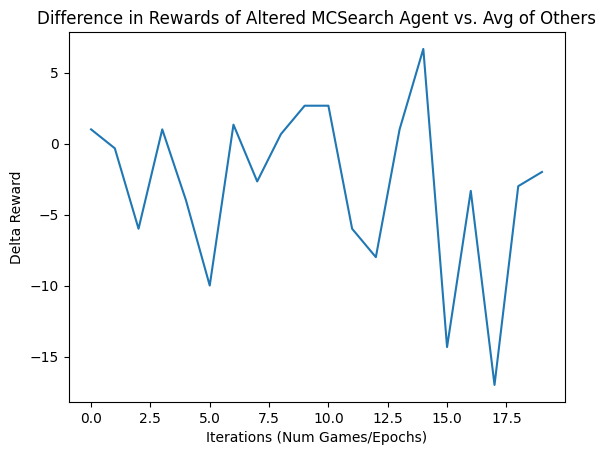 Difference in Rewards of Altered MCSearch Agent vs. Avg of Others
Delta Reward
5
0
−5
−10
−15
0.0 2.5 5.0 7.5 10.0 12.5 15.0 17.5
Iterations (Num Games/Epochs)